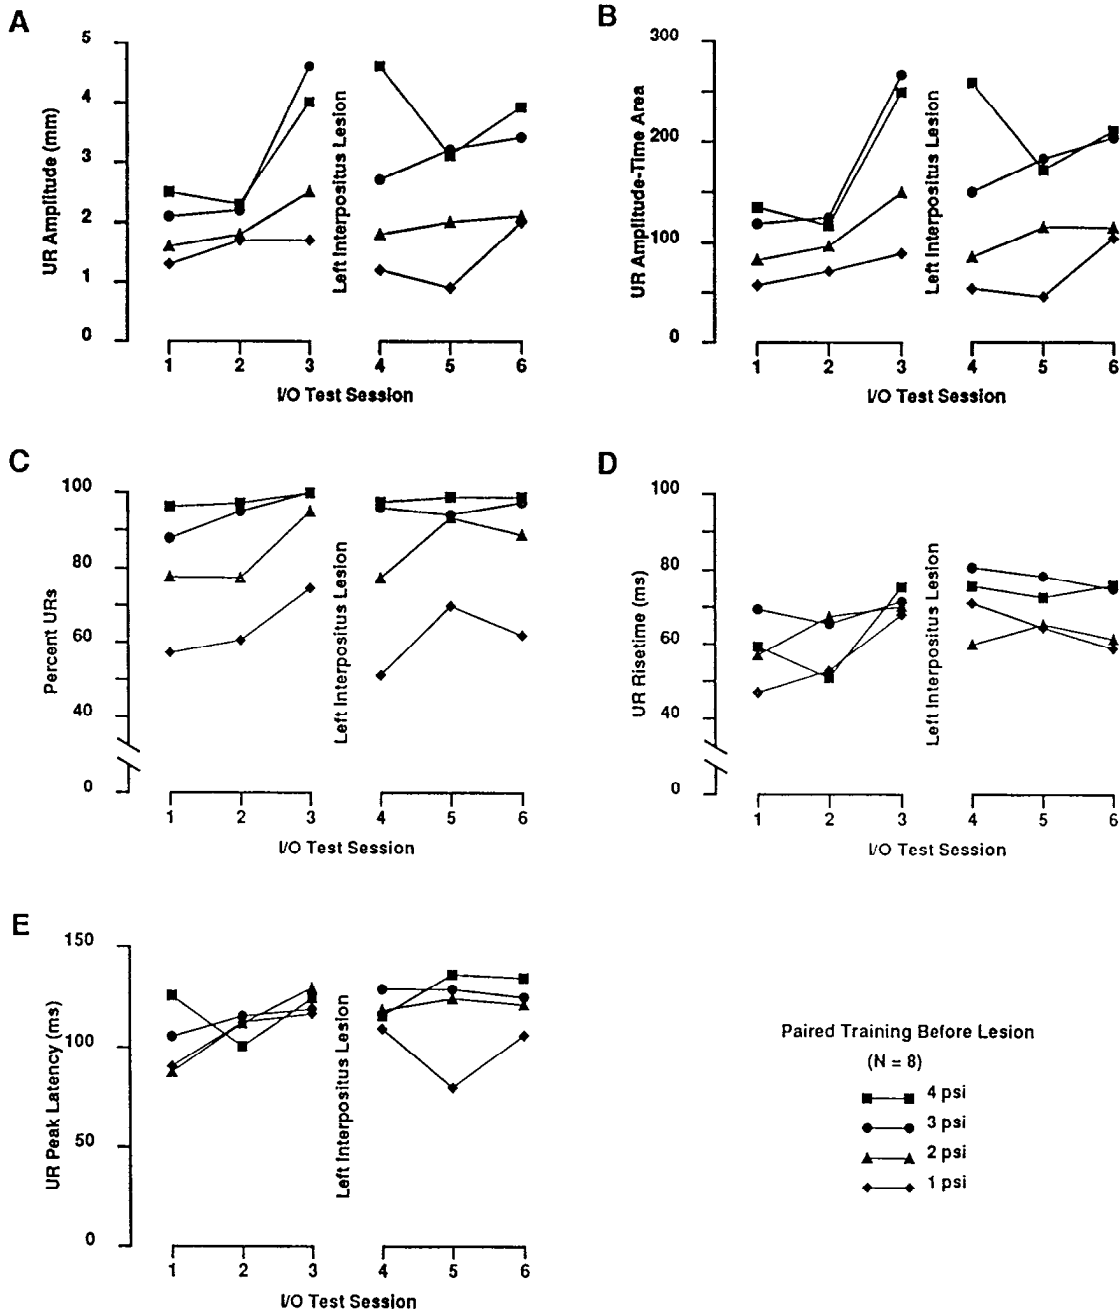 A
UR Amplitude (mm)
5
4
3
2
1
0
Left Interpositus Lesion
1 2 3 4 5 6
I/O Test Session
B
UR Amplitude-Time Area
300
200
100
0
Left Interpositus Lesion
1 2 3 4 5 6
I/O Test Session
C
Percent URs
100
80
60
40
0
Left Interpositus Lesion
1 2 3 4 5 6
I/O Test Session
D
UR Risetime (ms)
100
80
60
40
0
Left Interpositus Lesion
1 2 3 4 5 6
I/O Test Session
E
UR Peak Latency (ms)
150
100
50
0
Left Interpositus Lesion
1 2 3 4 5 6
I/O Test Session
Paired Training Before Lesion
(N = 8)
4 psi
3 psi
2 psi
1 psi